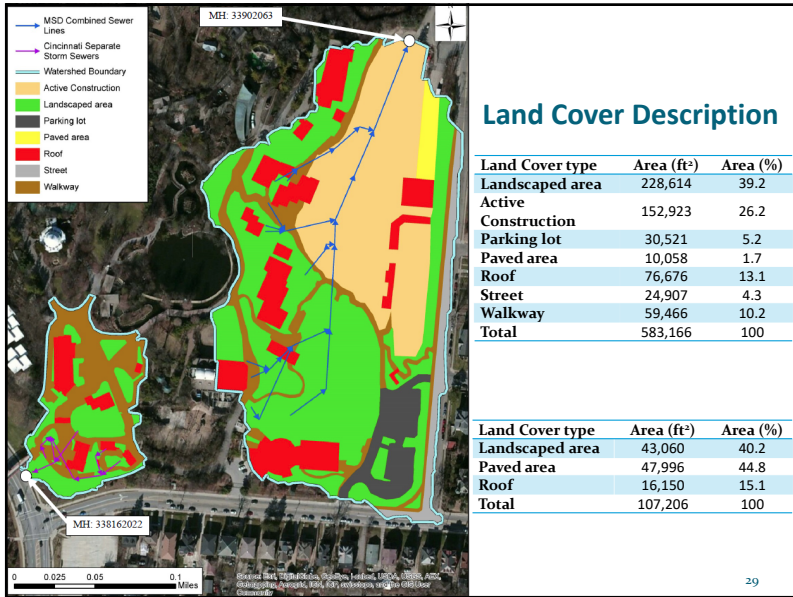 MH: 33902063
MSD Combined Sewer
Lines
Cincinnati Separate
Storm Sewers
Watershed Boundary
Active Construction
Landscaped area
Parking lot
Paved area
Roof
Street
Walkway
MH: 338162022
0 0.025 0.05 0.1
Miles
Community
Land Cover Description
Land Cover type Area (ft²) Area (%)
Landscaped area 228,614 39.2
Active
Construction 152,923 26.2
Parking lot 30,521 5.2
Paved area 10,058 1.7
Roof 76,676 13.1
Street 24,907 4.3
Walkway 59,466 10.2
Total 583,166 100
Land Cover type Area (ft²) Area (%)
Landscaped area 43,060 40.2
Paved area 47,996 44.8
Roof 16,150 15.1
Total 107,206 100
29